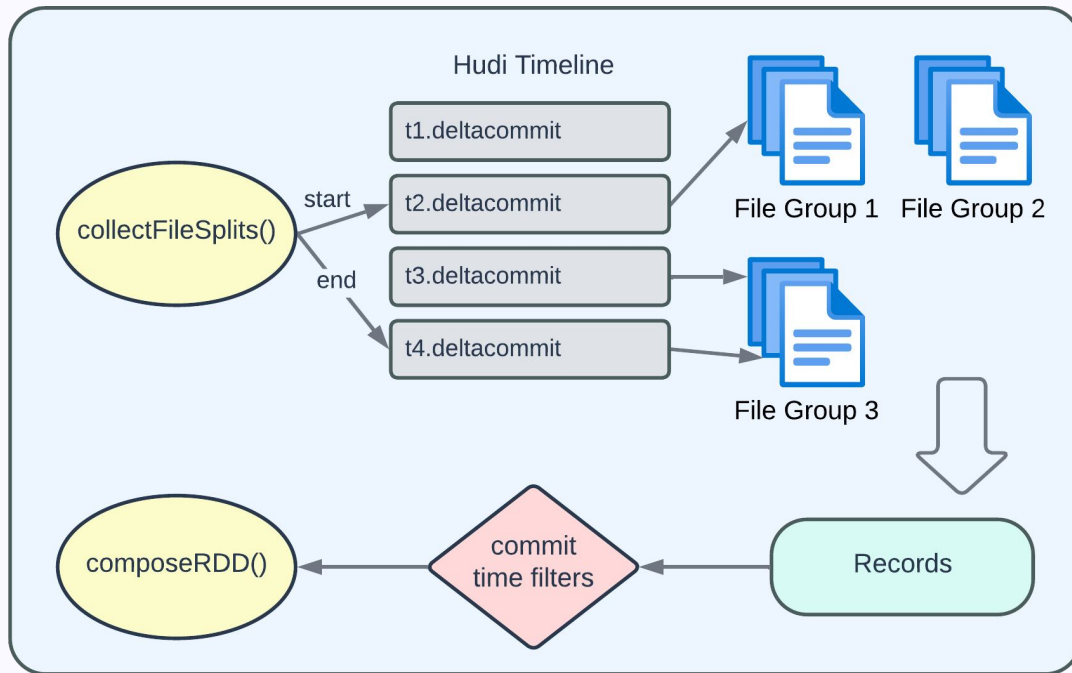 Hudi Timeline
t1.deltacommit
t2.deltacommit
t3.deltacommit
t4.deltacommit
collectFileSplits()
start
end
File Group 1
File Group 2
File Group 3
Records
commit
time filters
composeRDD()